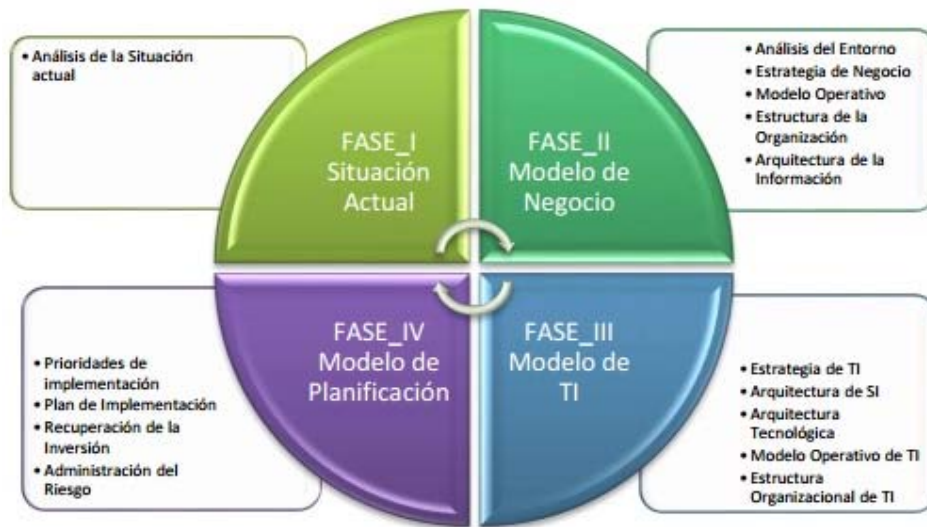 • Análisis de la Situación
actual
FASE_I
Situación
Actual
FASE_II
Modelo de
Negocio
• Análisis del Entorno
• Estrategia de Negocio
• Modelo Operativo
• Estructura de la
Organización
• Arquitectura de la
Información
• Prioridades de
implementación
• Plan de Implementación
• Recuperación de la
Inversión
• Administración del
Riesgo
FASE_IV
Modelo de
Planificación
FASE_III
Modelo de
TI
• Estrategia de TI
• Arquitectura de SI
• Arquitectura
Tecnológica
• Modelo Operativo de TI
• Estructura
Organizacional de TI